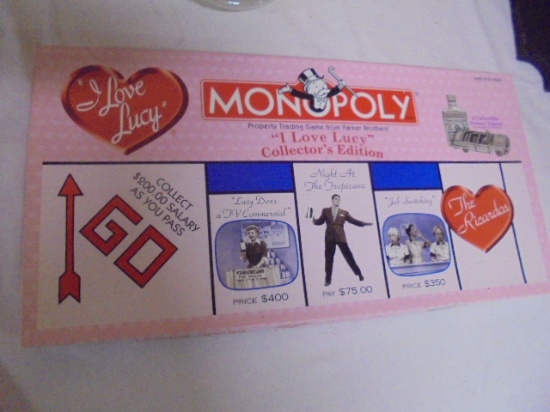 "I Love
Lucy"
MONOPOLY
Property Trading Game from Parker Brothers
"I Love Lucy"
Collector's Edition
COLLECT
$200.00 SALARY
AS YOU PASS
GO
"Lucy Does
a TV Commercial"
PRICE $400
Night At
The Tropicana
PAY $75.00
"Job Switching"
PRICE $350
The
Ricardos